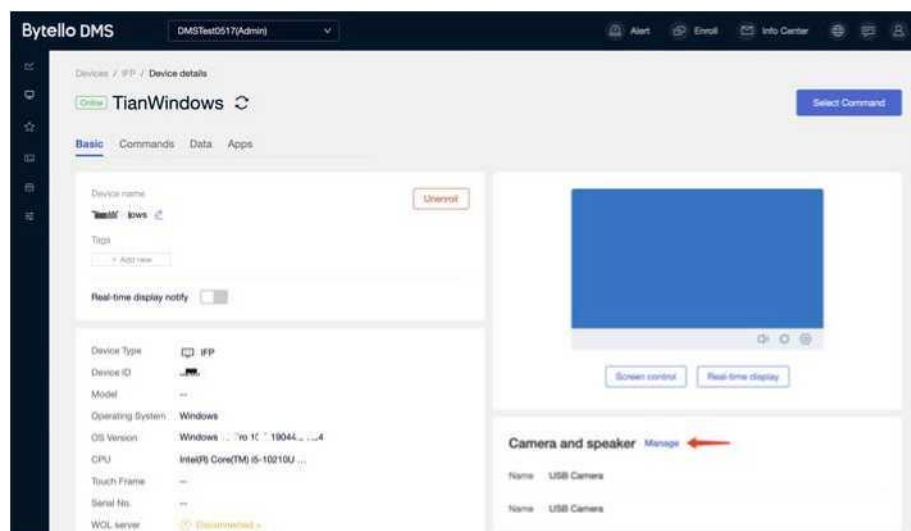 Bytello DMS
DMSTest0517(Admin)
Alert
Enroll
Info Center
Devices / IFP / Device details
Online TianWindows
Select Command
Basic Commands Data Apps
Device name
Unenroll
Tags
+ Add new
Real-time display notify
Screen control
Real-time display
Device Type IFP
Device ID
Model --
Operating System Windows
OS Version Windows 19044
CPU Intel(R) Core(TM) i5-10210U ...
Touch Frame --
Serial No. --
WOL server Disconnected
Camera and speaker Manage
Name USB Camera
Name USB Camera